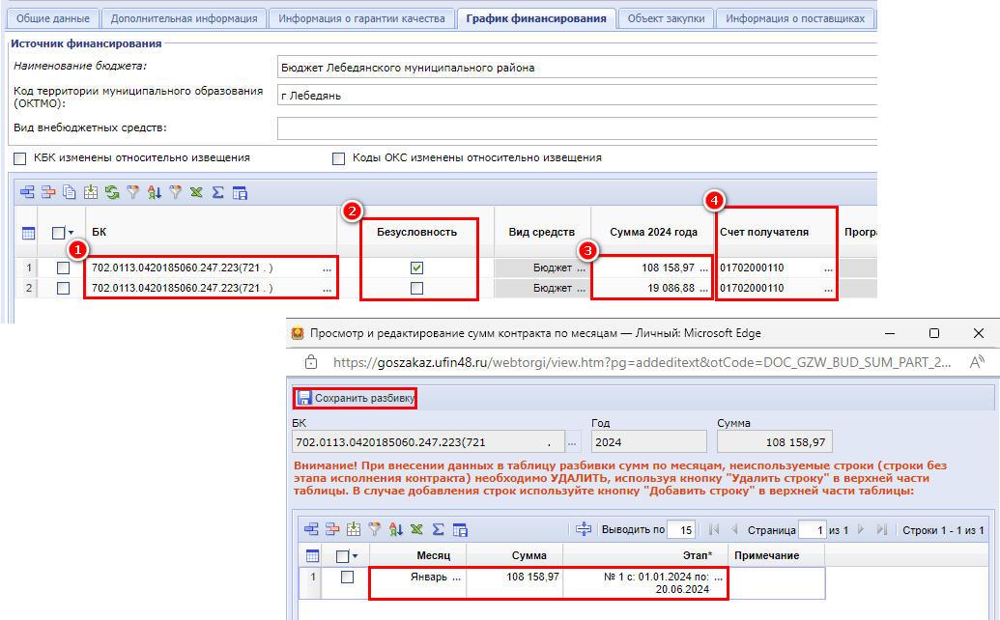 Общие данные Дополнительная информация Информация о гарантии качества График финансирования Объект закупки Информация о поставщиках
Источник финансирования
Наименование бюджета: Бюджет Лебедянского муниципального района
Код территории муниципального образования
(ОКТМО): г Лебедянь
Вид внебюджетных средств:
КБК изменены относительно извещения Коды ОКС изменены относительно извещения
БК Безусловность Вид средств Сумма 2024 года Счет получателя Програ
1 2 3 4
1 702.0113.0420185060.247.223(721 . ) ... Бюджет ... 108 158,97 ... 01702000110 ...
2 702.0113.0420185060.247.223(721 . ) ... Бюджет ... 19 086,88 ... 01702000110 ...
Просмотр и редактирование сумм контракта по месяцам — Личный: Microsoft Edge
https://goszakaz.ufin48.ru/webtorgi/view.htm?pg=addeditext&otCode=DOC_GZW_BUD_SUM_PART_2...
Сохранить разбивку
БК Год Сумма
702.0113.0420185060.247.223(721 . ... 2024 108 158,97
Внимание! При внесении данных в таблицу разбивки сумм по месяцам, неиспользуемые строки (строки без
этапа исполнения контракта) необходимо УДАЛИТЬ, используя кнопку "Удалить строку" в верхней части
таблицы. В случае добавления строк используйте кнопку "Добавить строку" в верхней части таблицы:
Выводить по 15 Страница 1 из 1 Строки 1 - 1 из 1
Месяц Сумма Этап* Примечание
1 Январь ... 108 158,97 № 1 с: 01.01.2024 по: ...
20.06.2024